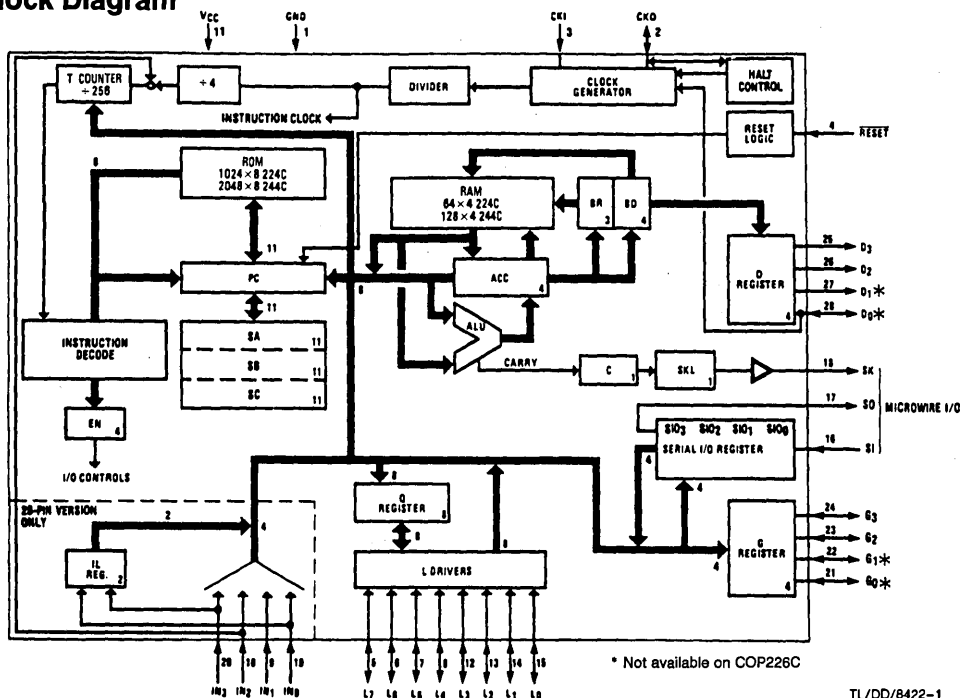 lock Diagram
VCC
11
GND
1
CKI
3
CKO
2
T COUNTER
÷256
÷4
DIVIDER
CLOCK
GENERATOR
HALT
CONTROL
INSTRUCTION CLOCK
RESET
LOGIC
4
RESET
8
ROM
1024×8 224C
2048×8 244C
RAM
64×4 224C
128×4 244C
BR
3
BD
4
11
PC
8
ACC
4
D
REGISTER
4
25
D3
26
D2
27
D1*
28
D0*
11
INSTRUCTION
DECODE
SA
11
SB
11
SC
11
ALU
CARRY
C
1
SKL
1
18
SK
17
SO
MICROWIRE I/O
16
SI
EN
4
I/O CONTROLS
SIO3 SIO2 SIO1 SIO0
SERIAL I/O REGISTER
4
4
28-PIN VERSION
ONLY
2
4
IL
REG.
2
8
Q
REGISTER
8
8
8
L DRIVERS
G
REGISTER
4
4
24
G3
23
G2
22
G1*
21
G0*
20
10
9
19
5
6
7
8
12
13
14
15
IN3
IN2
IN1
IN0
L7
L6
L5
L4
L3
L2
L1
L0
* Not available on COP226C
TL/DD/8422–1